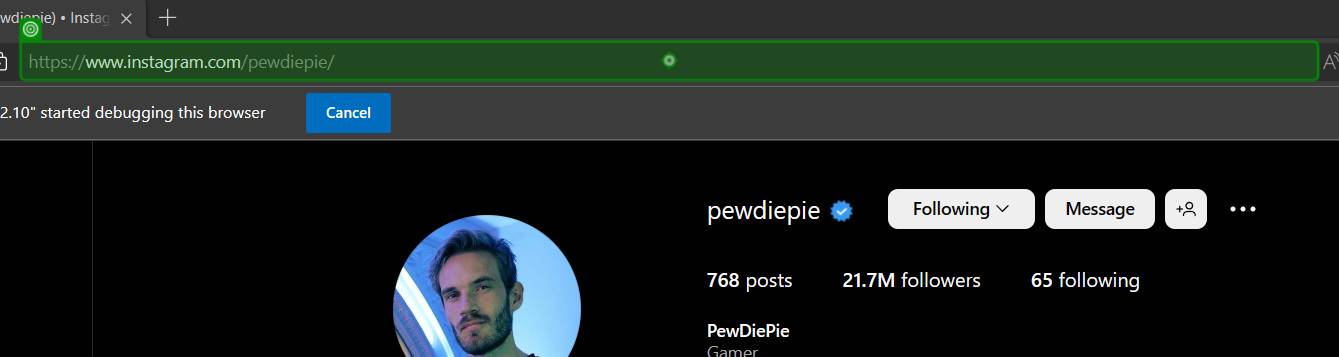 wdiepie) • Instag
https://www.instagram.com/pewdiepie/
2.10" started debugging this browser Cancel
pewdiepie Following Message
768 posts 21.7M followers 65 following
PewDiePie
Gamer